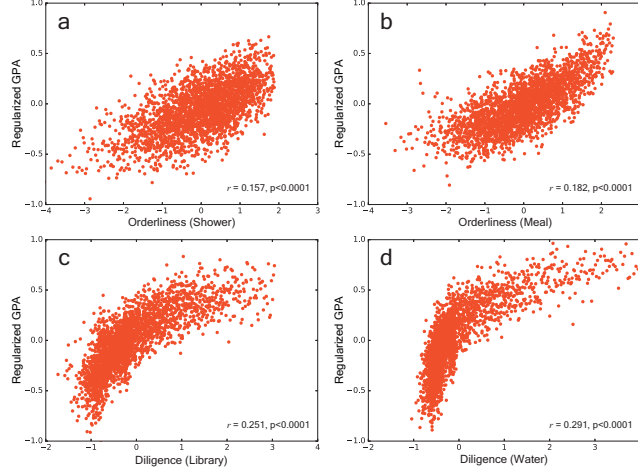 a
b
Regularized GPA
Regularized GPA
1.0
0.5
0.0
−0.5
−1.0
1.0
0.5
0.0
−0.5
−1.0
r = 0.157, p<0.0001
r = 0.182, p<0.0001
−4 −3 −2 −1 0 1 2 3
−4 −3 −2 −1 0 1 2
Orderliness (Shower)
Orderliness (Meal)
c
d
Regularized GPA
Regularized GPA
1.0
0.5
0.0
−0.5
−1.0
1.0
0.5
0.0
−0.5
−1.0
r = 0.251, p<0.0001
r = 0.291, p<0.0001
−2 −1 0 1 2 3 4
−2 −1 0 1 2 3
Diligence (Library)
Diligence (Water)